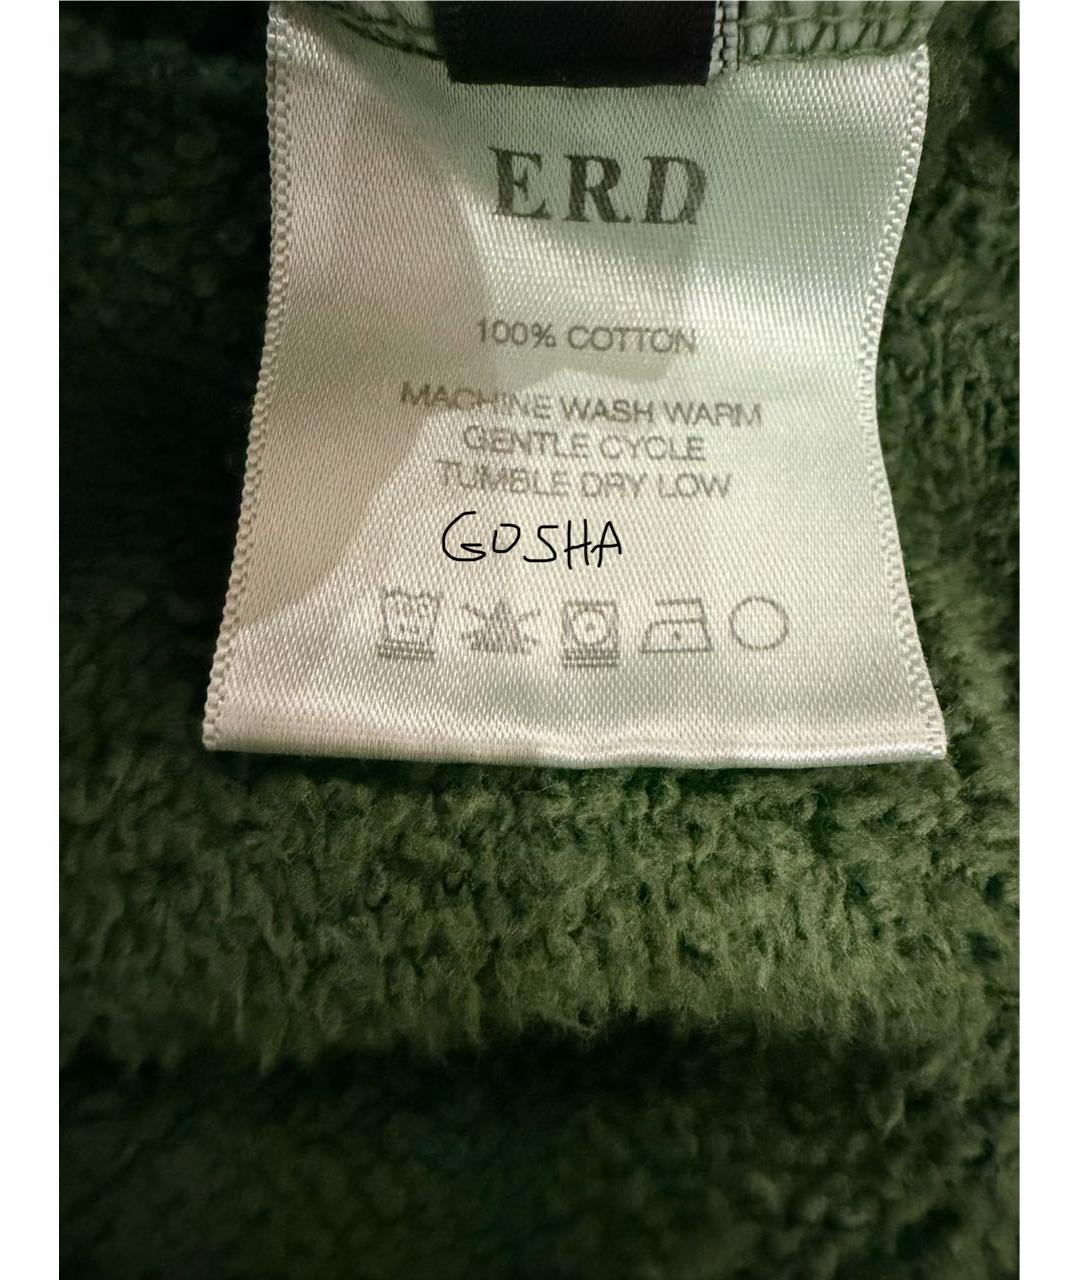 ERD
100% COTTON
MACHINE WASH WARM
GENTLE CYCLE
TUMBLE DRY LOW
GOSHA